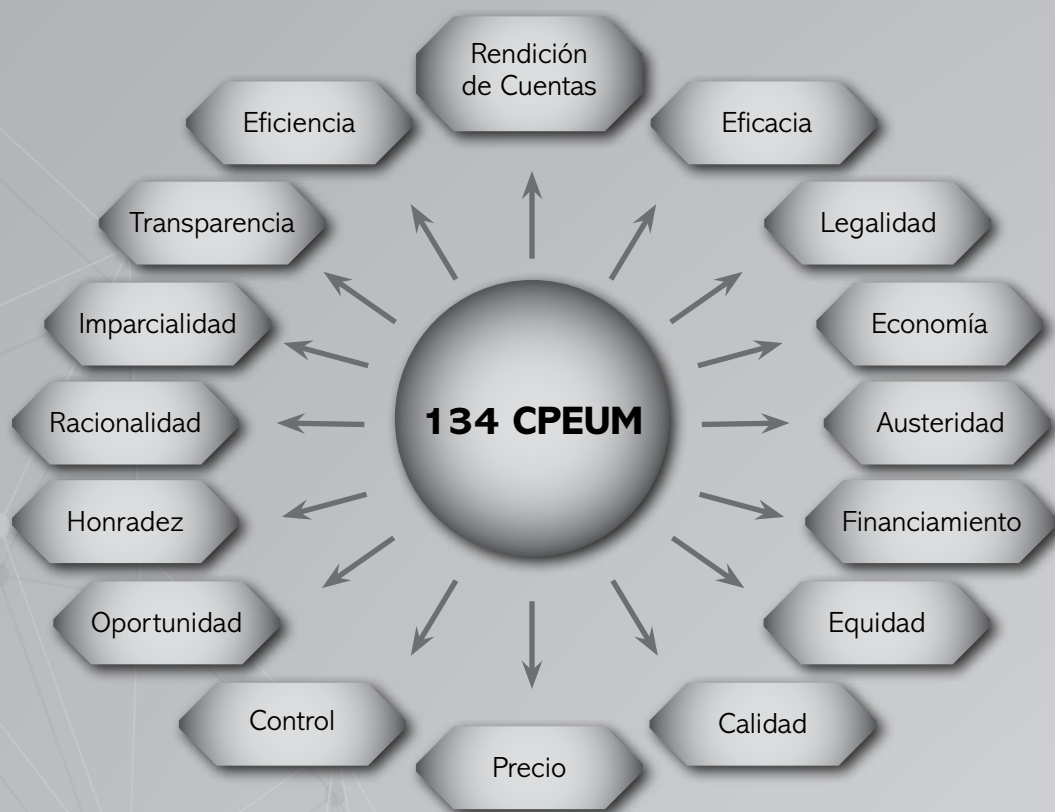 Rendición
de Cuentas
Eficiencia
Eficacia
Transparencia
Legalidad
Imparcialidad
Economía
Racionalidad
134 CPEUM
Austeridad
Honradez
Financiamiento
Oportunidad
Equidad
Control
Calidad
Precio